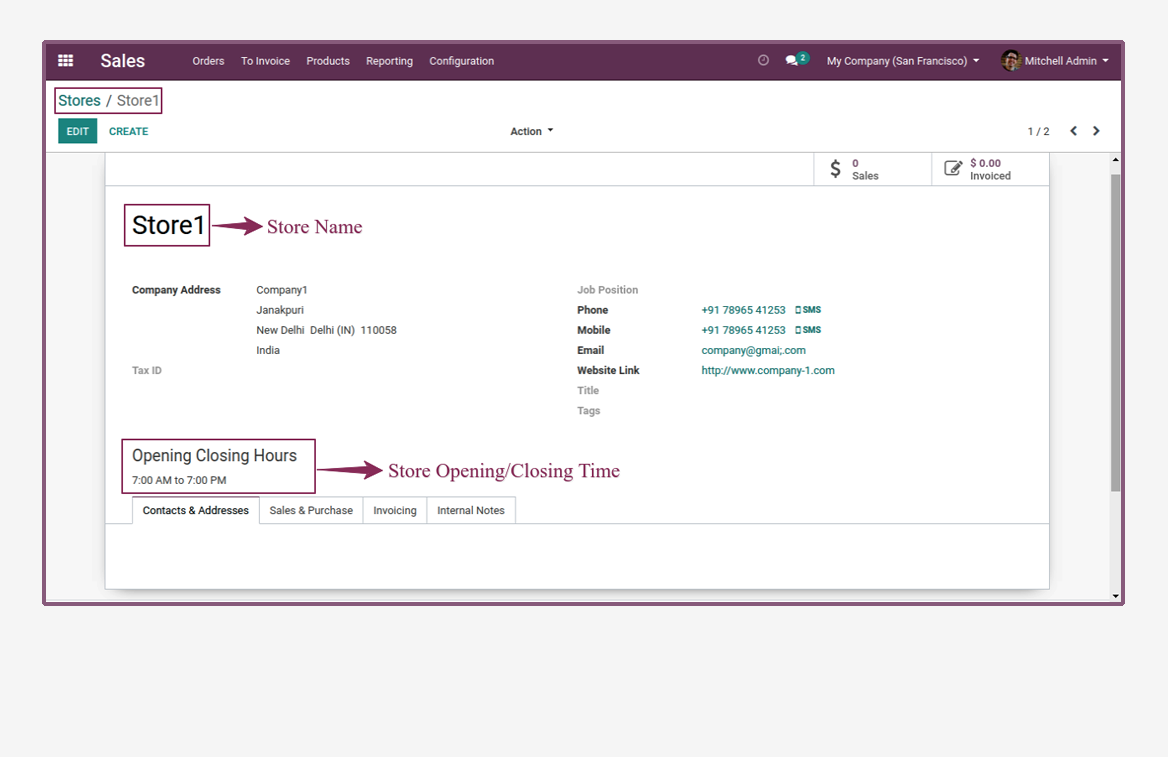 Sales Orders To Invoice Products Reporting Configuration 2 My Company (San Francisco) Mitchell Admin
Stores / Store1
EDIT CREATE Action 1 / 2
$ 0 Sales
$ 0.00 Invoiced
Store1 Store Name
Company Address Company1
Janakpuri
New Delhi Delhi (IN) 110058
India
Tax ID
Job Position
Phone +91 78965 41253 SMS
Mobile +91 78965 41253 SMS
Email company@gmai;.com
Website Link http://www.company-1.com
Title
Tags
Opening Closing Hours
7:00 AM to 7:00 PM
Store Opening/Closing Time
Contacts & Addresses Sales & Purchase Invoicing Internal Notes